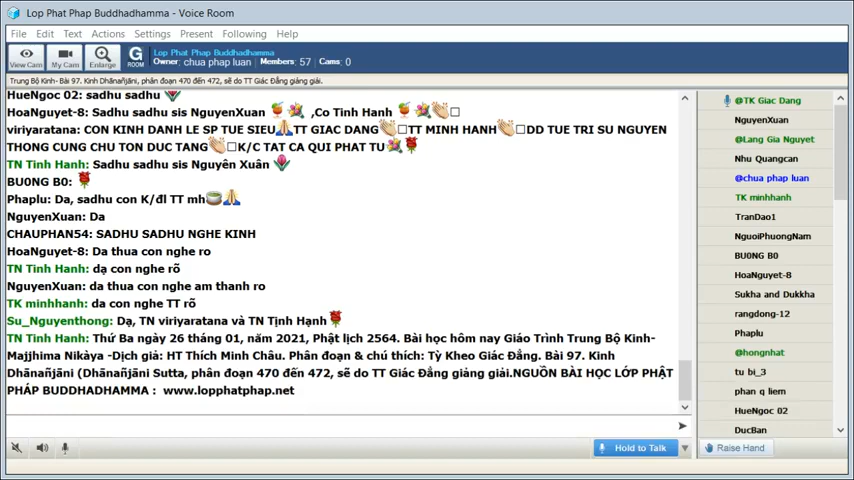 Lop Phat Phap Buddhadhamma - Voice Room
File Edit Text Actions Settings Present Following Help
View Cam My Cam Enlarge G ROOM
Lop Phat Phap Buddhadhamma
Owner: chua phap luan Members: 57 Cams: 0
Trung Bộ Kinh- Bài 97. Kinh Dhānañjāni, phân đoạn 470 đến 472, sẽ do TT Giác Đẳng giảng giải.
HueNgoc 02: sadhu sadhu
HoaNguyet-8: Sadhu sadhu sis NguyenXuan ,Co Tinh Hanh
viriyaratana: CON KINH DANH LE SP TUE SIEU TT GIAC DANG TT MINH HANH DD TUE TRI SU NGUYEN
THONG CUNG CHU TON DUC TANG K/C TAT CA QUI PHAT TU
TN Tinh Hanh: Sadhu sadhu sis Nguyên Xuân
BU0NG B0:
Phaplu: Da, sadhu con K/đl TT mh
NguyenXuan: Da
CHAUPHAN54: SADHU SADHU NGHE KINH
HoaNguyet-8: Da thua con nghe ro
TN Tinh Hanh: dạ con nghe rõ
NguyenXuan: da thua con nghe am thanh ro
TK minhhanh: da con nghe TT rõ
Su_Nguyenthong: Dạ, TN viriyaratana và TN Tịnh Hạnh
TN Tinh Hanh: Thứ Ba ngày 26 tháng 01, năm 2021, Phật lịch 2564. Bài học hôm nay Giáo Trình Trung Bộ Kinh-
Majjhima Nikàya -Dịch giả: HT Thích Minh Châu. Phân đoạn & chú thích: Tỳ Kheo Giác Đẳng. Bài 97. Kinh
Dhānañjāni (Dhānañjāni Sutta, phân đoạn 470 đến 472, sẽ do TT Giác Đẳng giảng giải.NGUỒN BÀI HỌC LỚP PHẬT
PHÁP BUDDHADHAMMA : www.lopphatphap.net
@TK Giac Dang
NguyenXuan
@Lang Gia Nguyet
Nhu Quangcan
@chua phap luan
TK minhhanh
TranDao1
NguoiPhuongNam
BU0NG B0
HoaNguyet-8
Sukha and Dukkha
rangdong-12
Phaplu
@hongnhat
tu bi_3
phan q liem
HueNgoc 02
DucBan
Hold to Talk
Raise Hand